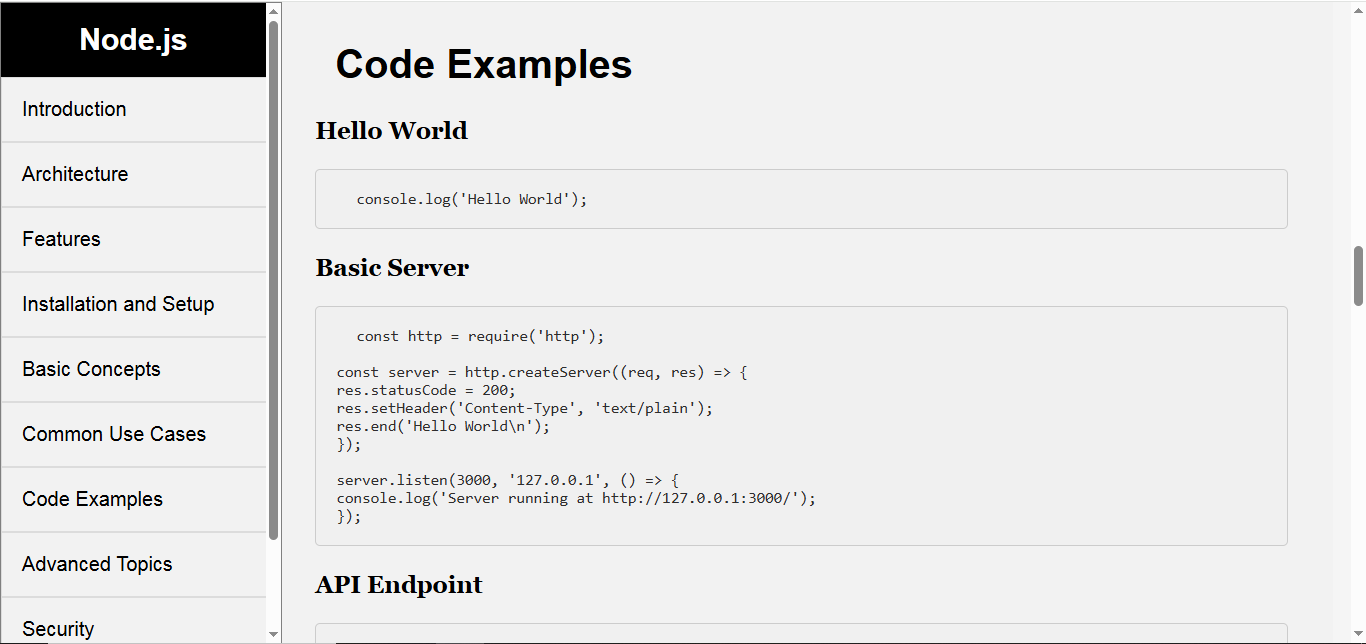 Node.js
Introduction
Architecture
Features
Installation and Setup
Basic Concepts
Common Use Cases
Code Examples
Advanced Topics
Security
Code Examples
Hello World
console.log('Hello World');
Basic Server
const http = require('http');
const server = http.createServer((req, res) => {
res.statusCode = 200;
res.setHeader('Content-Type', 'text/plain');
res.end('Hello World\n');
});
server.listen(3000, '127.0.0.1', () => {
console.log('Server running at http://127.0.0.1:3000/');
});
API Endpoint